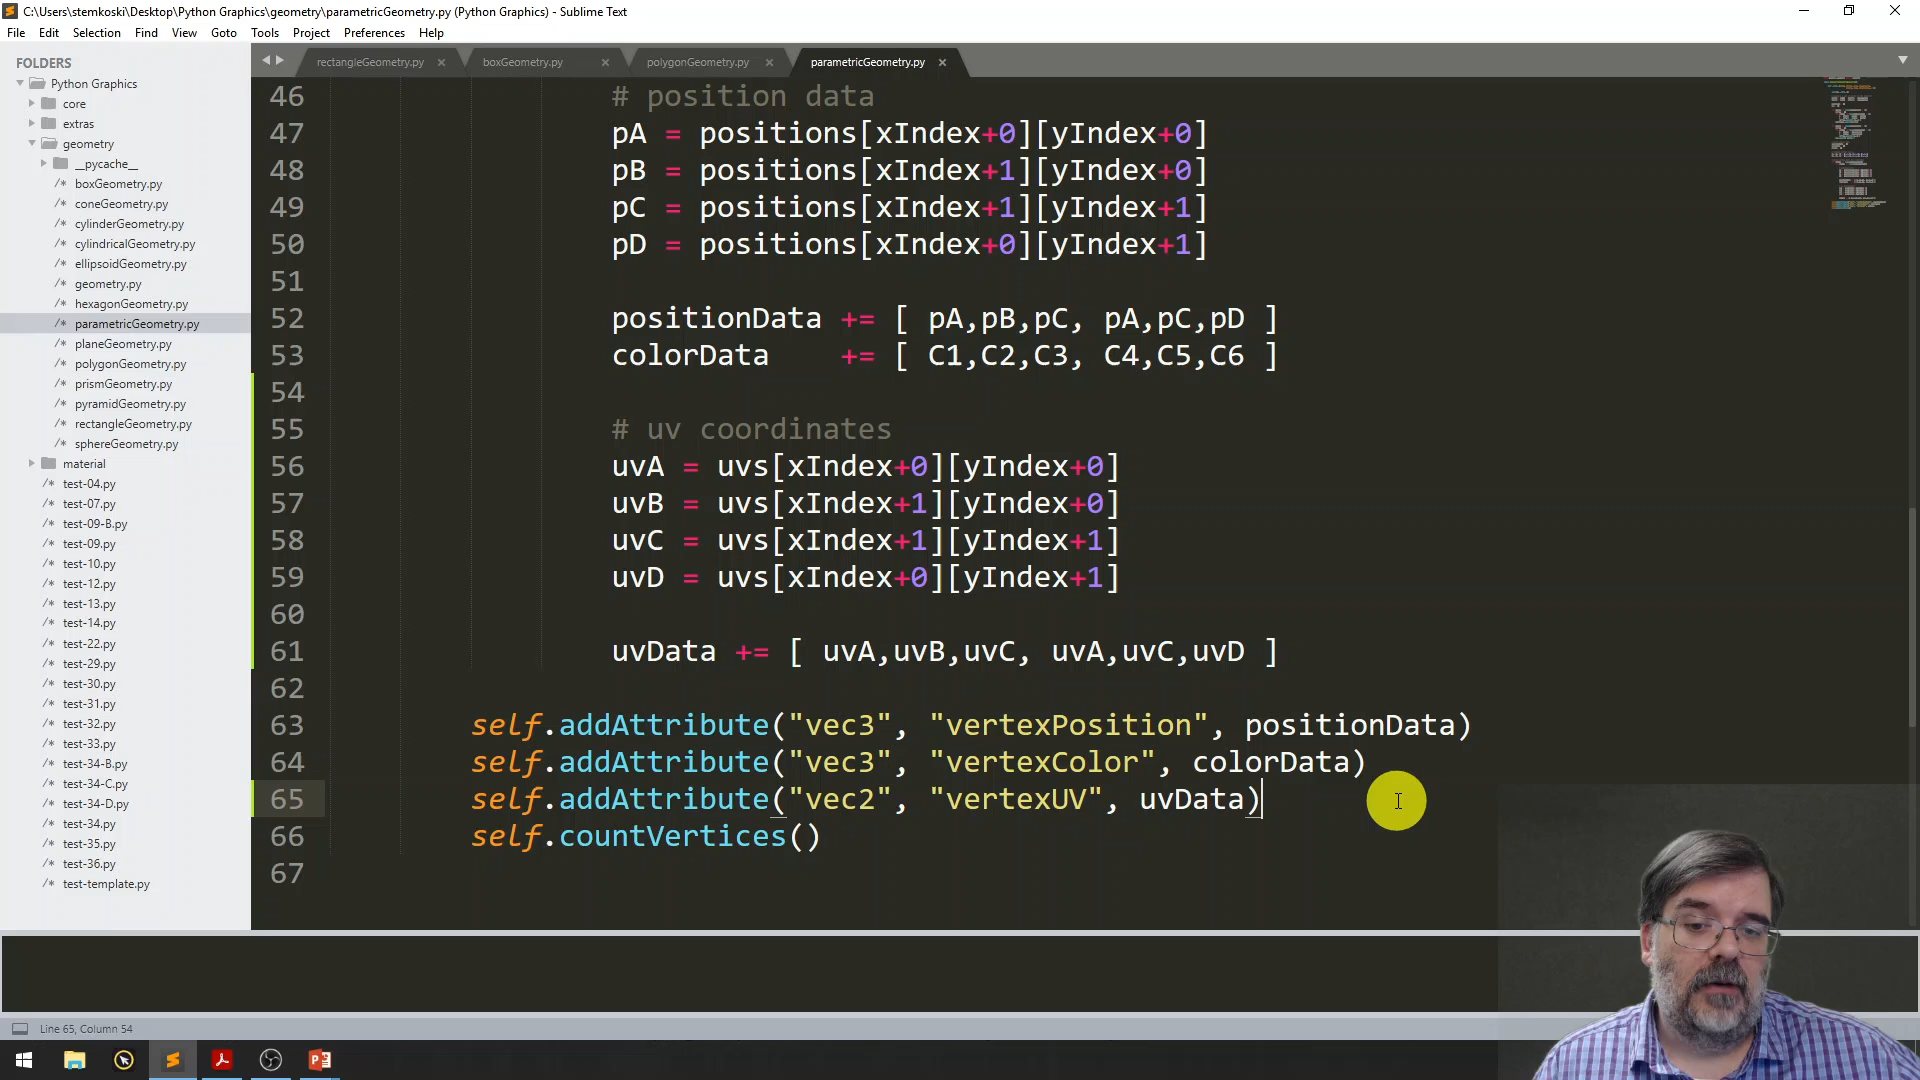 C:\Users\stemkoski\Desktop\Python Graphics\geometry\parametricGeometry.py (Python Graphics) - Sublime Text
File Edit Selection Find View Goto Tools Project Preferences Help
FOLDERS
Python Graphics
core
extras
geometry
__pycache__
/* boxGeometry.py
/* coneGeometry.py
/* cylinderGeometry.py
/* cylindricalGeometry.py
/* ellipsoidGeometry.py
/* geometry.py
/* hexagonGeometry.py
/* parametricGeometry.py
/* planeGeometry.py
/* polygonGeometry.py
/* prismGeometry.py
/* pyramidGeometry.py
/* rectangleGeometry.py
/* sphereGeometry.py
material
/* test-04.py
/* test-07.py
/* test-09-B.py
/* test-09.py
/* test-10.py
/* test-12.py
/* test-13.py
/* test-14.py
/* test-22.py
/* test-29.py
/* test-30.py
/* test-31.py
/* test-32.py
/* test-33.py
/* test-34-B.py
/* test-34-C.py
/* test-34-D.py
/* test-34.py
/* test-35.py
/* test-36.py
/* test-template.py
rectangleGeometry.py boxGeometry.py polygonGeometry.py parametricGeometry.py
46 # position data
47 pA = positions[xIndex+0][yIndex+0]
48 pB = positions[xIndex+1][yIndex+0]
49 pC = positions[xIndex+1][yIndex+1]
50 pD = positions[xIndex+0][yIndex+1]
51
52 positionData += [ pA,pB,pC, pA,pC,pD ]
53 colorData += [ C1,C2,C3, C4,C5,C6 ]
54
55 # uv coordinates
56 uvA = uvs[xIndex+0][yIndex+0]
57 uvB = uvs[xIndex+1][yIndex+0]
58 uvC = uvs[xIndex+1][yIndex+1]
59 uvD = uvs[xIndex+0][yIndex+1]
60
61 uvData += [ uvA,uvB,uvC, uvA,uvC,uvD ]
62
63 self.addAttribute("vec3", "vertexPosition", positionData)
64 self.addAttribute("vec3", "vertexColor", colorData)
65 self.addAttribute("vec2", "vertexUV", uvData)
66 self.countVertices()
67
Line 65, Column 54